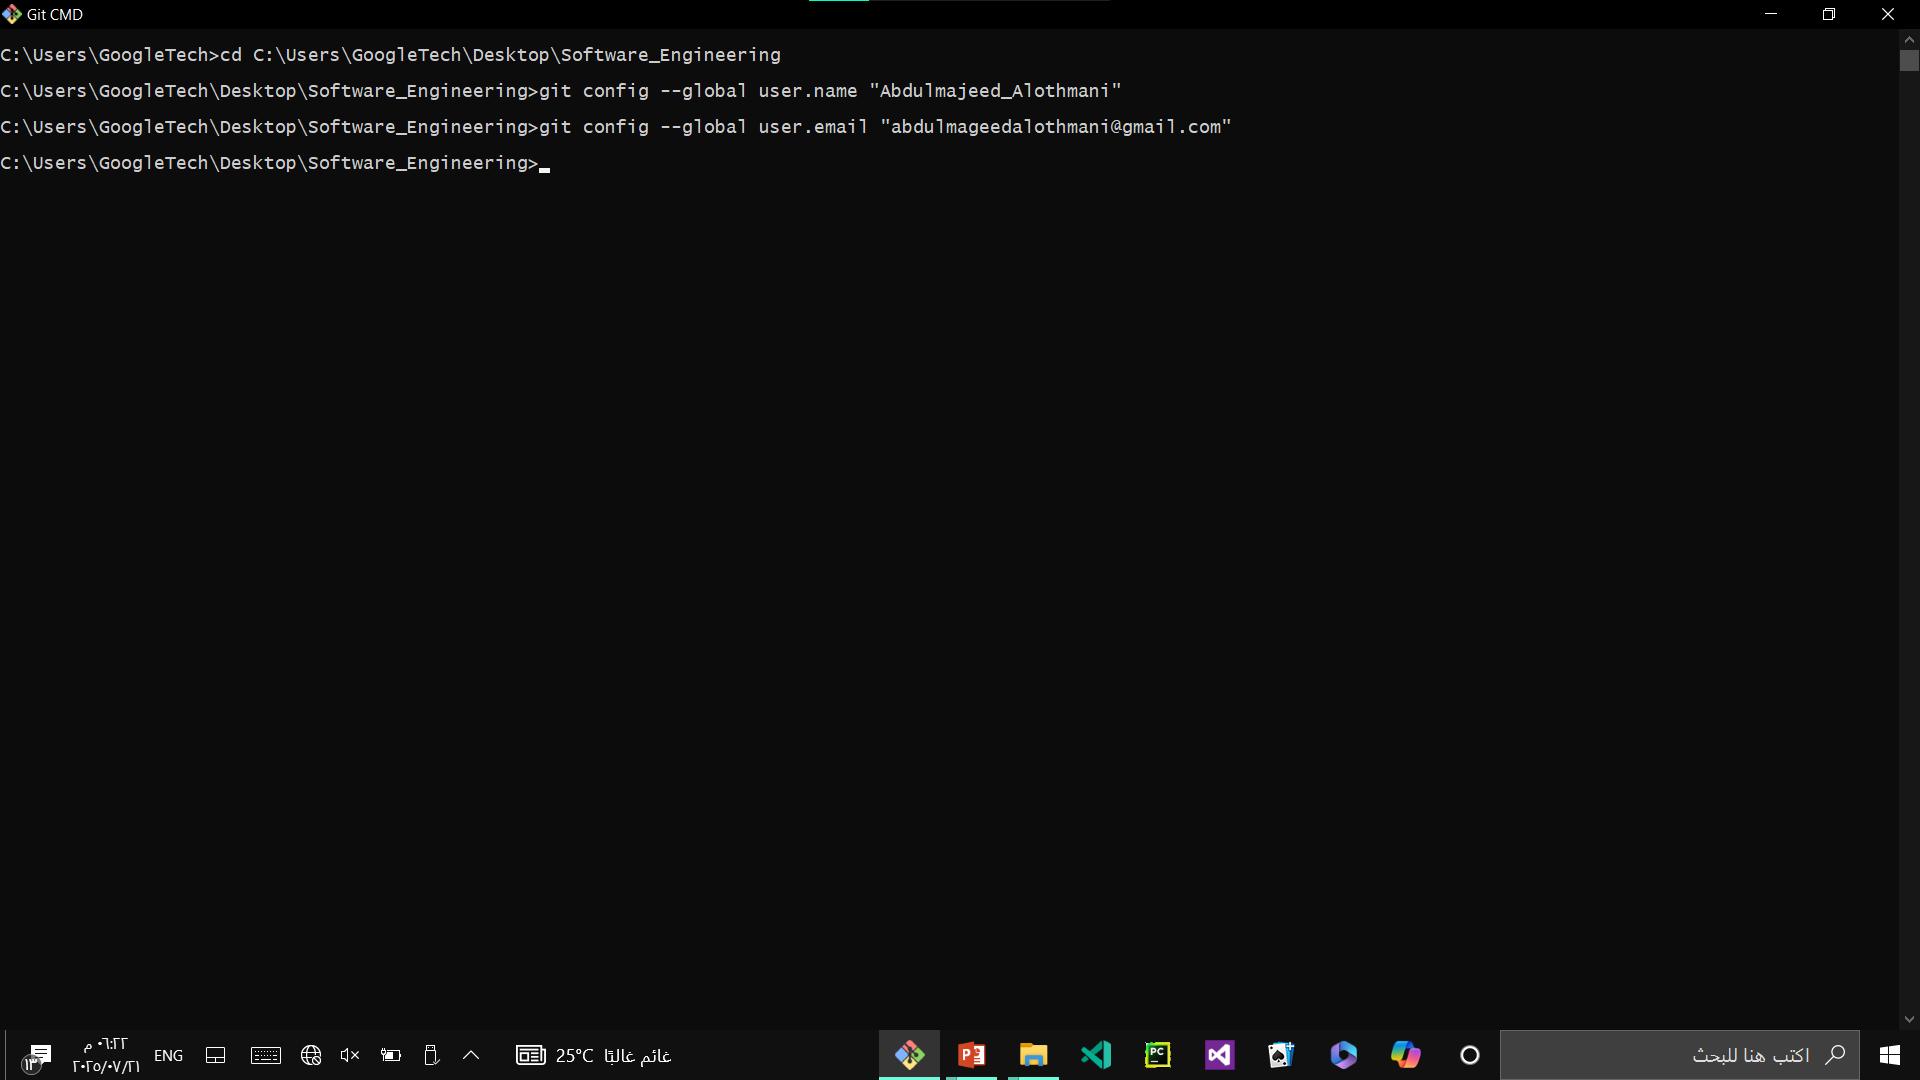 Git CMD
C:\Users\GoogleTech>cd C:\Users\GoogleTech\Desktop\Software_Engineering
C:\Users\GoogleTech\Desktop\Software_Engineering>git config --global user.name "Abdulmajeed_Alothmani"
C:\Users\GoogleTech\Desktop\Software_Engineering>git config --global user.email "abdulmageedalothmani@gmail.com"
C:\Users\GoogleTech\Desktop\Software_Engineering>
١٣
٠٦:٢٢ م
٢٠٢٥/٠٧/٢١
ENG
25°C غائم غالبًا
اكتب هنا للبحث